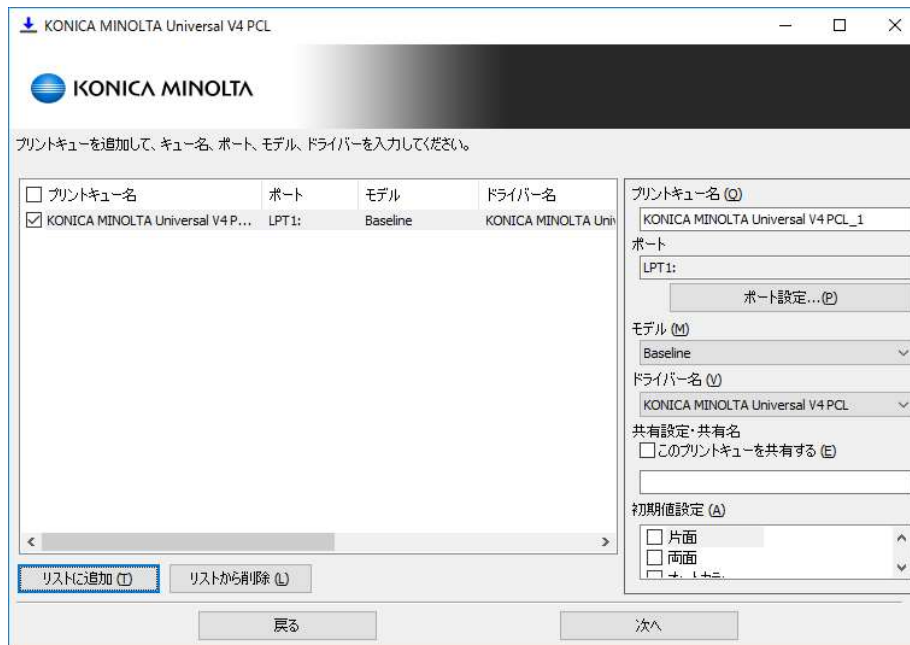 KONICA MINOLTA Universal V4 PCL
KONICA MINOLTA
プリントキューを追加して、キュー名、ポート、モデル、ドライバーを入力してください。
プリントキュー名 ポート モデル ドライバー名
KONICA MINOLTA Universal V4 P... LPT1: Baseline KONICA MINOLTA Univ
プリントキュー名 (Q)
KONICA MINOLTA Universal V4 PCL_1
ポート
LPT1:
ポート設定...(P)
モデル (M)
Baseline
ドライバー名 (V)
KONICA MINOLTA Universal V4 PCL
共有設定・共有名
このプリントキューを共有する (E)
初期値設定 (A)
片面
両面
リストに追加 (T) リストから削除 (L)
戻る 次へ